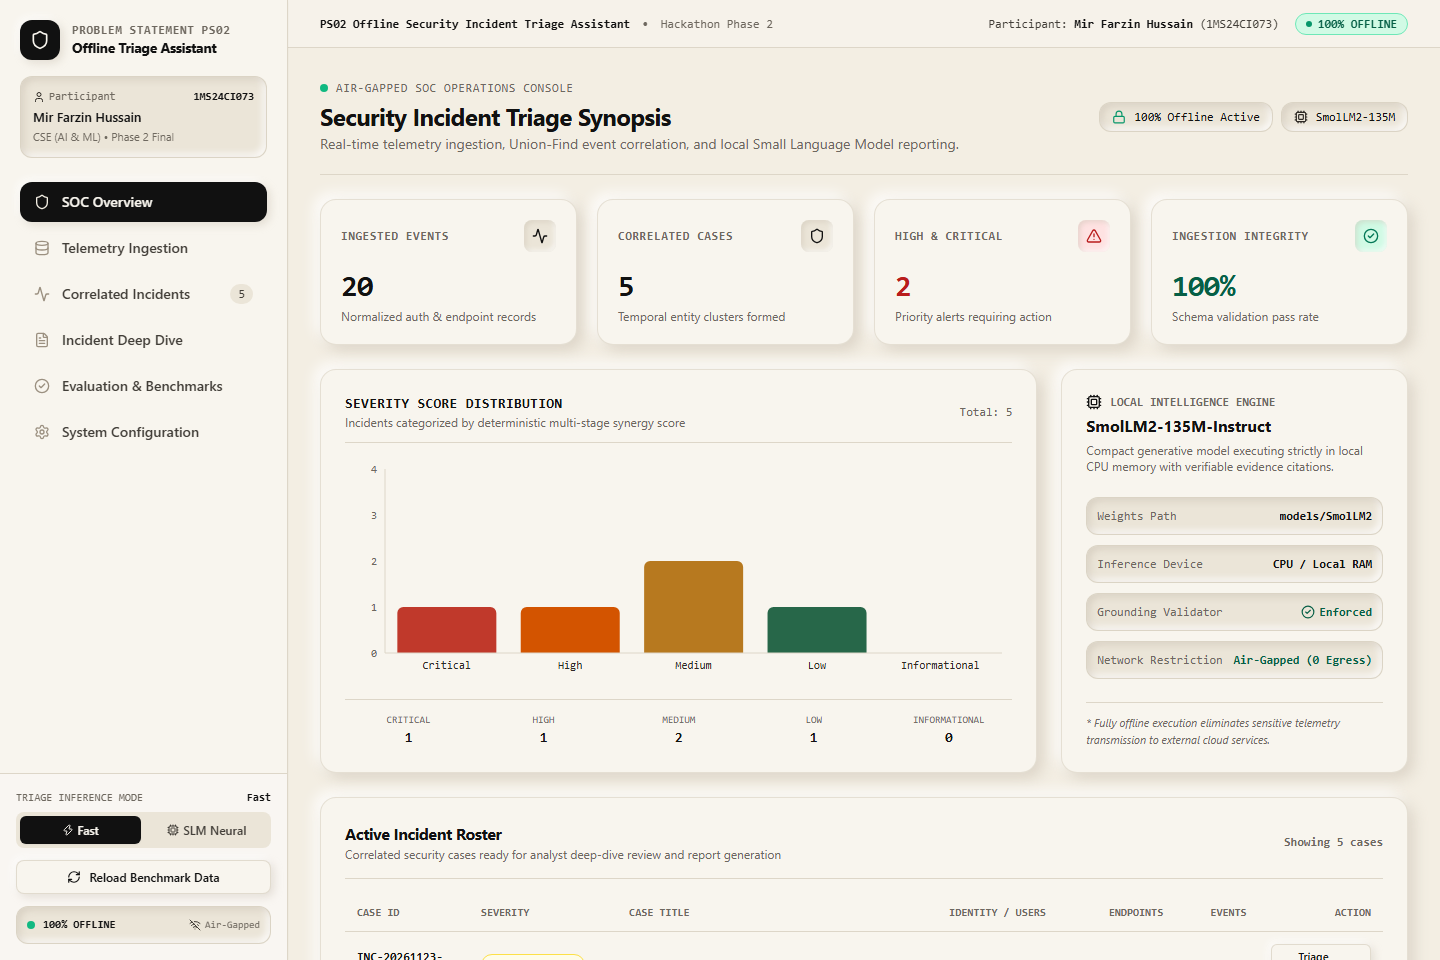 PROBLEM STATEMENT PS02
Offline Triage Assistant
Participant 1MS24CI073
Mir Farzin Hussain
CSE (AI & ML) • Phase 2 Final
SOC Overview
Telemetry Ingestion
Correlated Incidents 5
Incident Deep Dive
Evaluation & Benchmarks
System Configuration
TRIAGE INFERENCE MODE Fast
Fast SLM Neural
Reload Benchmark Data
100% OFFLINE Air-Gapped
PS02 Offline Security Incident Triage Assistant • Hackathon Phase 2
Participant: Mir Farzin Hussain (1MS24CI073) 100% OFFLINE
AIR-GAPPED SOC OPERATIONS CONSOLE
Security Incident Triage Synopsis
Real-time telemetry ingestion, Union-Find event correlation, and local Small Language Model reporting.
100% Offline Active SmolLM2-135M
INGESTED EVENTS
20
Normalized auth & endpoint records
CORRELATED CASES
5
Temporal entity clusters formed
HIGH & CRITICAL
2
Priority alerts requiring action
INGESTION INTEGRITY
100%
Schema validation pass rate
SEVERITY SCORE DISTRIBUTION
Incidents categorized by deterministic multi-stage synergy score
Total: 5
4
3
2
1
0
Critical High Medium Low Informational
CRITICAL HIGH MEDIUM LOW INFORMATIONAL
1 1 2 1 0
LOCAL INTELLIGENCE ENGINE
SmolLM2-135M-Instruct
Compact generative model executing strictly in local
CPU memory with verifiable evidence citations.
Weights Path models/SmolLM2
Inference Device CPU / Local RAM
Grounding Validator Enforced
Network Restriction Air-Gapped (0 Egress)
* Fully offline execution eliminates sensitive telemetry
transmission to external cloud services.
Active Incident Roster
Correlated security cases ready for analyst deep-dive review and report generation
Showing 5 cases
CASE ID SEVERITY CASE TITLE IDENTITY / USERS ENDPOINTS EVENTS ACTION
INC-20261123-
Triage